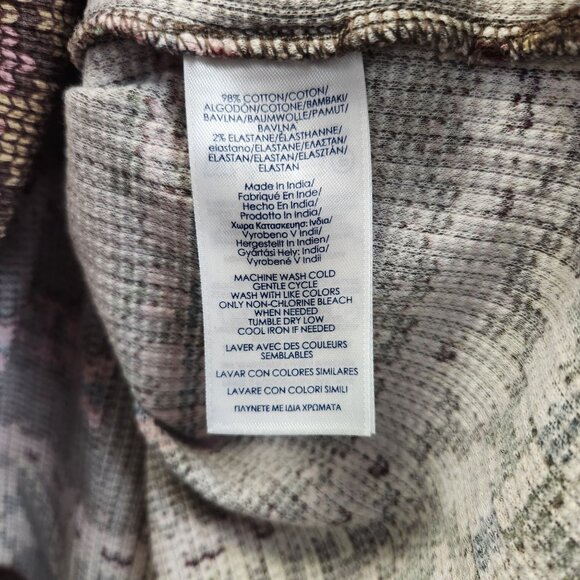 98% COTTON/COTON/
ALGODÓN/COTONE/BAMBAKI/
BAVLNA/BAUMWOLLE/PAMUT/
BAVLNA
2% ELASTANE/ÉLASTHANNE/
elastano/ELASTANE/ΕΛΑΣΤΑΝ/
ELASTAN/ELASTAN/ELASZTÁN/
ELASTAN
Made in India/
Fabriqué En Inde/
Hecho En India/
Prodotto In India/
Χωρα Κατασκευησ: Ινδια/
Vyrobeno V Indii/
Hergestellt In Indien/
Gyártási Hely: India/
Vyrobené V Indii
MACHINE WASH COLD
GENTLE CYCLE
WASH WITH LIKE COLORS
ONLY NON-CHLORINE BLEACH
WHEN NEEDED
TUMBLE DRY LOW
COOL IRON IF NEEDED
LAVER AVEC DES COULEURS
SEMBLABLES
LAVAR CON COLORES SIMILARES
LAVARE CON COLORI SIMILI
ΠΛΥΝΕΤΕ ΜΕ ΙΔΙΑ ΧΡΩΜΑΤΑ